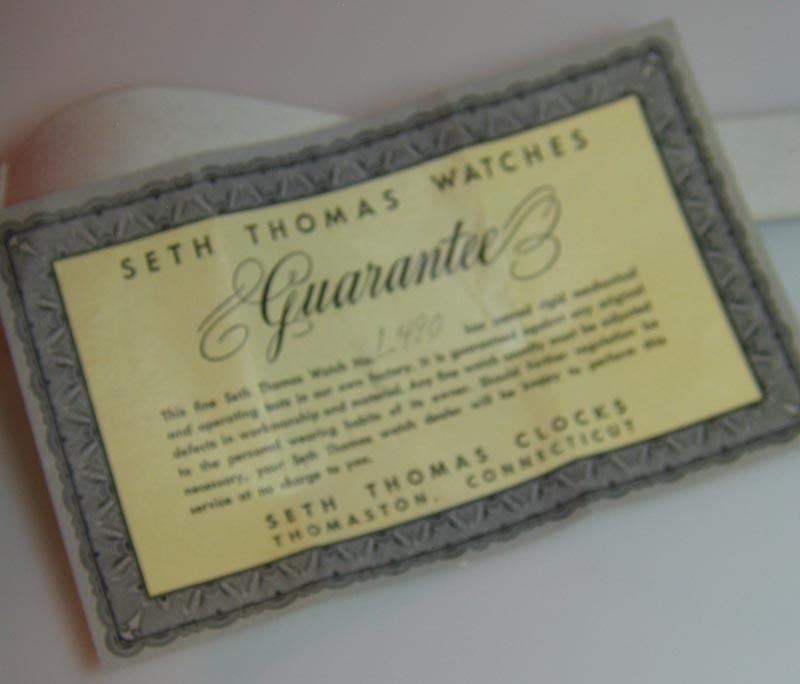 SETH THOMAS WATCHES
Guarantee
This fine Seth Thomas Watch No. L490 has passed rigid mechanical
and operating tests in our own factory. It is guaranteed against any original
defects in workmanship and material. Any fine watch usually must be adjusted
to the personal wearing habits of its owner. Should further regulation be
necessary, your Seth Thomas watch dealer will be happy to perform this
service at no charge to you.
SETH THOMAS CLOCKS
THOMASTON, CONNECTICUT